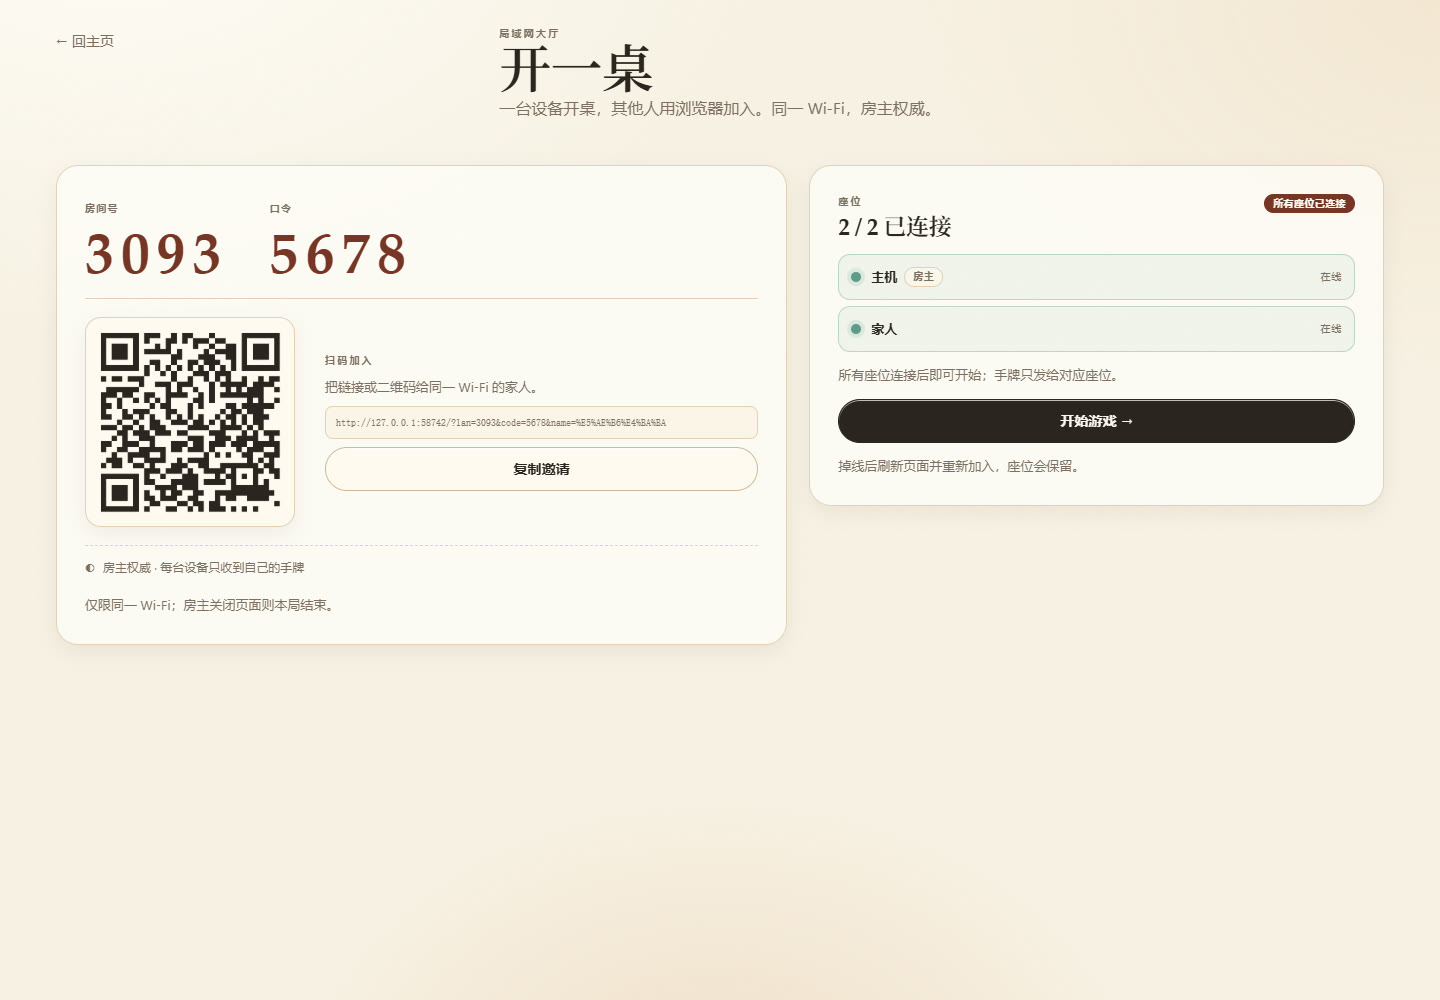 ← 回主页
局域网大厅
开一桌
一台设备开桌，其他人用浏览器加入。同一 Wi-Fi，房主权威。
房间号
口令
3093
5678
扫码加入
把链接或二维码给同一 Wi-Fi 的家人。
http://127.0.0.1:58742/?lan=3093&code=5678&name=%E5%AE%B6%E4%BA%BA
复制邀请
房主权威 · 每台设备只收到自己的手牌
仅限同一 Wi-Fi；房主关闭页面则本局结束。
座位
2 / 2 已连接
所有座位已连接
主机 房主 在线
家人 在线
所有座位连接后即可开始；手牌只发给对应座位。
开始游戏 →
掉线后刷新页面并重新加入，座位会保留。